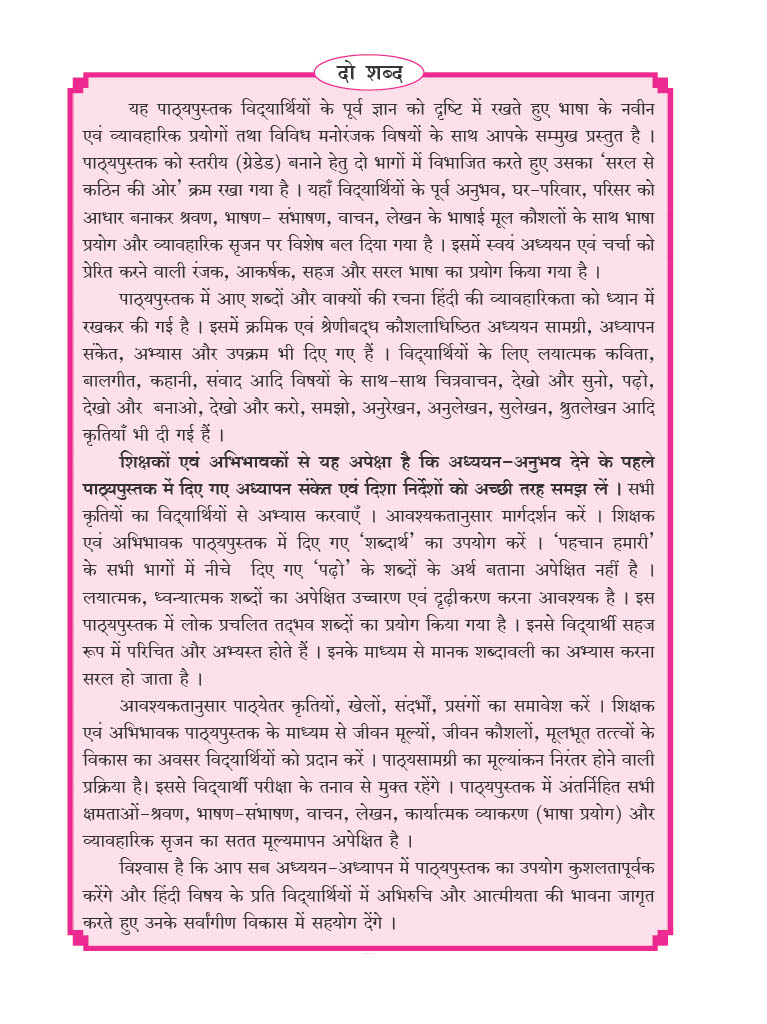 दो शब्द
यह पाठ्यपुस्तक विद्यार्थियों के पूर्व ज्ञान को दृष्टि में रखते हुए भाषा के नवीन
एवं व्यावहारिक प्रयोगों तथा विविध मनोरंजक विषयों के साथ आपके सम्मुख प्रस्तुत है ।
पाठ्यपुस्तक को स्तरीय (ग्रेडेड) बनाने हेतु दो भागों में विभाजित करते हुए उसका ‘सरल से
कठिन की ओर’ क्रम रखा गया है । यहाँ विद्यार्थियों के पूर्व अनुभव, घर-परिवार, परिसर को
आधार बनाकर श्रवण, भाषण- संभाषण, वाचन, लेखन के भाषाई मूल कौशलों के साथ भाषा
प्रयोग और व्यावहारिक सृजन पर विशेष बल दिया गया है । इसमें स्वयं अध्ययन एवं चर्चा को
प्रेरित करने वाली रंजक, आकर्षक, सहज और सरल भाषा का प्रयोग किया गया है ।
पाठ्यपुस्तक में आए शब्दों और वाक्यों की रचना हिंदी की व्यावहारिकता को ध्यान में
रखकर की गई है । इसमें क्रमिक एवं श्रेणीबद्ध कौशलाधिष्ठित अध्ययन सामग्री, अध्यापन
संकेत, अभ्यास और उपक्रम भी दिए गए हैं । विद्यार्थियों के लिए लयात्मक कविता,
बालगीत, कहानी, संवाद आदि विषयों के साथ-साथ चित्रवाचन, देखो और सुनो, पढ़ो,
देखो और बनाओ, देखो और करो, समझो, अनुरेखन, अनुलेखन, सुलेखन, श्रुतलेखन आदि
कृतियाँ भी दी गई हैं ।
शिक्षकों एवं अभिभावकों से यह अपेक्षा है कि अध्ययन-अनुभव देने के पहले
पाठ्यपुस्तक में दिए गए अध्यापन संकेत एवं दिशा निर्देशों को अच्छी तरह समझ लें । सभी
कृतियों का विद्यार्थियों से अभ्यास करवाएँ । आवश्यकतानुसार मार्गदर्शन करें । शिक्षक
एवं अभिभावक पाठ्यपुस्तक में दिए गए ‘शब्दार्थ’ का उपयोग करें । ‘पहचान हमारी’
के सभी भागों में नीचे दिए गए ‘पढ़ो’ के शब्दों के अर्थ बताना अपेक्षित नहीं है ।
लयात्मक, ध्वन्यात्मक शब्दों का अपेक्षित उच्चारण एवं दृढ़ीकरण करना आवश्यक है । इस
पाठ्यपुस्तक में लोक प्रचलित तद्भव शब्दों का प्रयोग किया गया है । इनसे विद्यार्थी सहज
रूप में परिचित और अभ्यस्त होते हैं । इनके माध्यम से मानक शब्दावली का अभ्यास करना
सरल हो जाता है ।
आवश्यकतानुसार पाठ्येतर कृतियों, खेलों, संदर्भों, प्रसंगों का समावेश करें । शिक्षक
एवं अभिभावक पाठ्यपुस्तक के माध्यम से जीवन मूल्यों, जीवन कौशलों, मूलभूत तत्त्वों के
विकास का अवसर विद्यार्थियों को प्रदान करें । पाठ्यसामग्री का मूल्यांकन निरंतर होने वाली
प्रक्रिया है। इससे विद्यार्थी परीक्षा के तनाव से मुक्त रहेंगे । पाठ्यपुस्तक में अंतर्निहित सभी
क्षमताओं-श्रवण, भाषण-संभाषण, वाचन, लेखन, कार्यात्मक व्याकरण (भाषा प्रयोग) और
व्यावहारिक सृजन का सतत मूल्यमापन अपेक्षित है ।
विश्वास है कि आप सब अध्ययन-अध्यापन में पाठ्यपुस्तक का उपयोग कुशलतापूर्वक
करेंगे और हिंदी विषय के प्रति विद्यार्थियों में अभिरुचि और आत्मीयता की भावना जागृत
करते हुए उनके सर्वांगीण विकास में सहयोग देंगे ।